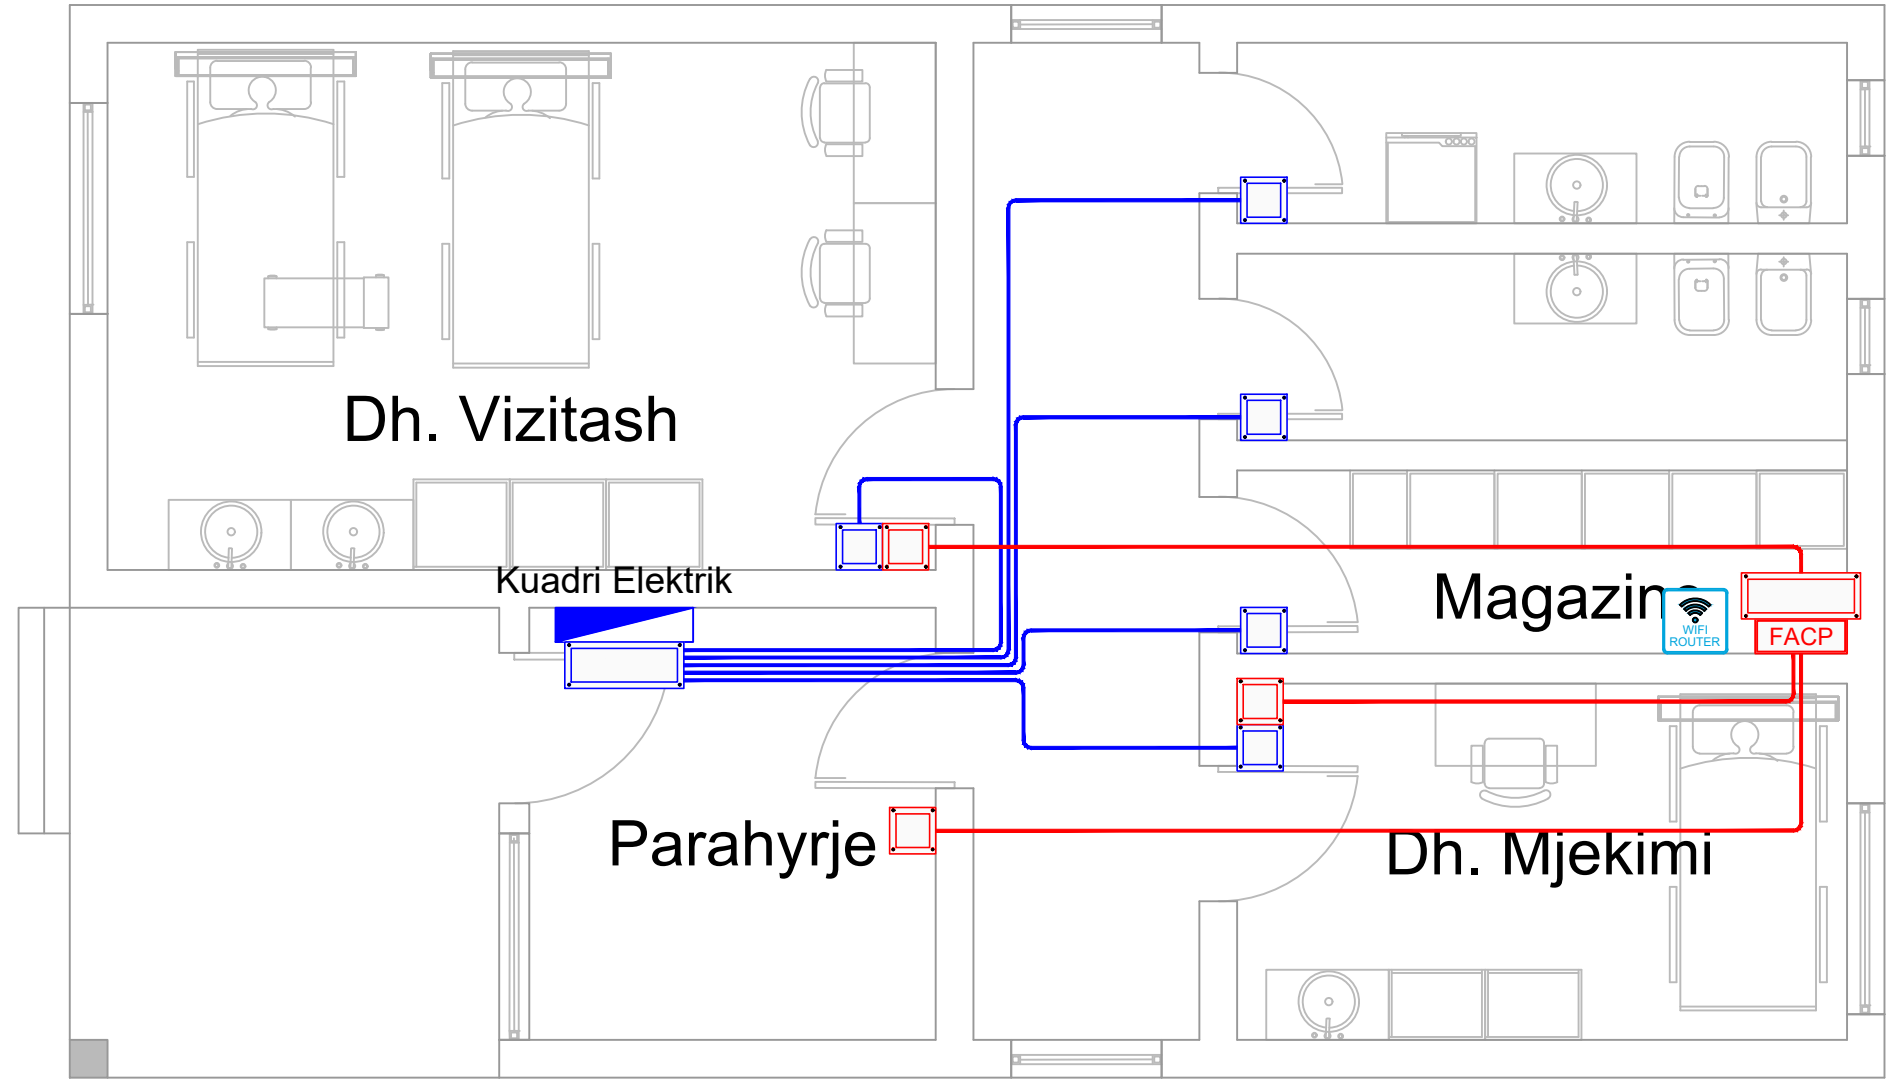 Dh. Vizitash
Kuadri Elektrik
Magazina
WIFI
ROUTER
FACP
Parahyrje
Dh. Mjekimi